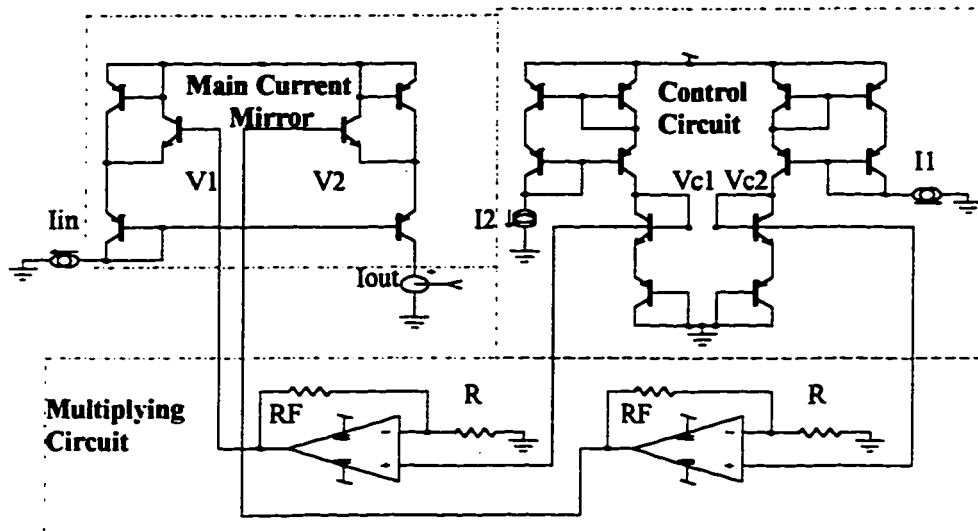 Main Current
Mirror
Control
Circuit
V1
V2
Vc1
Vc2
I1
Iin
I2
Iout
RF
R
RF
R
Multiplying
Circuit
-
+
-
+